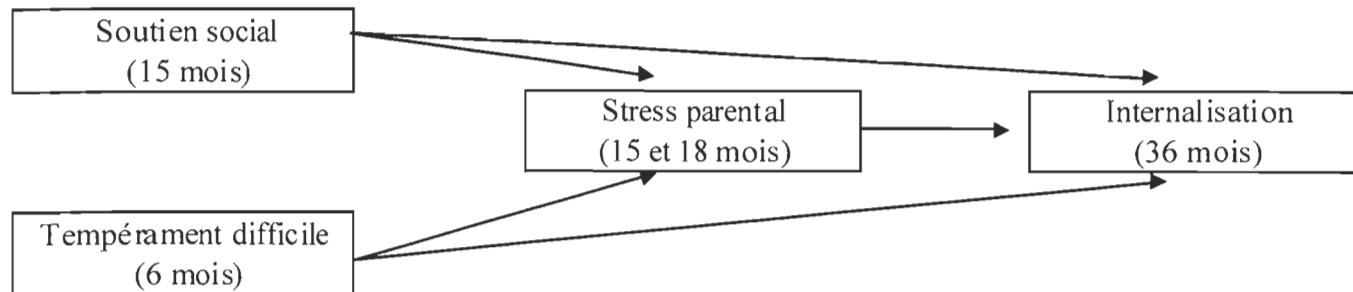 Soutien social
(15 mois)
Stress parental
(15 et 18 mois)
Internalisation
(36 mois)
Tempérament difficile
(6 mois)